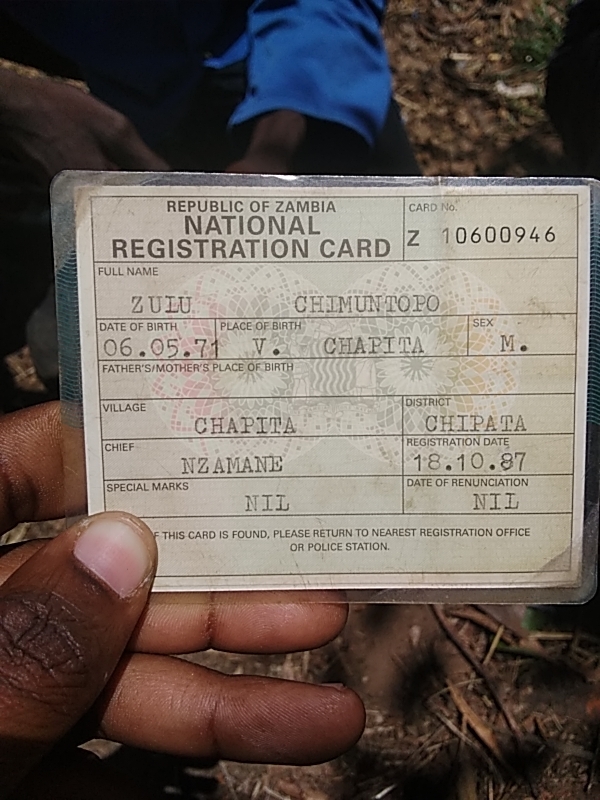 REPUBLIC OF ZAMBIA
NATIONAL
REGISTRATION CARD
CARD No.
Z 10600946
FULL NAME
ZULU CHIMUNTOPO
DATE OF BIRTH PLACE OF BIRTH SEX
06.05.71 V. CHAPITA M.
FATHER'S/MOTHER'S PLACE OF BIRTH
VILLAGE DISTRICT
CHAPITA CHIPATA
CHIEF REGISTRATION DATE
NZAMANE 18.10.87
SPECIAL MARKS DATE OF RENUNCIATION
NIL NIL
F THIS CARD IS FOUND, PLEASE RETURN TO NEAREST REGISTRATION OFFICE
OR POLICE STATION.